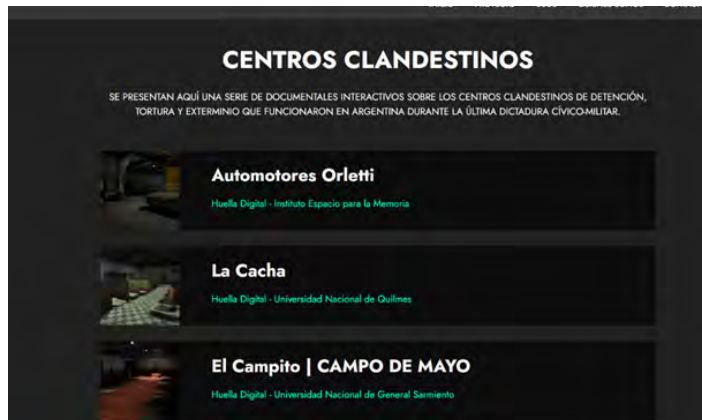 CENTROS CLANDESTINOS
SE PRESENTAN AQUÍ UNA SERIE DE DOCUMENTALES INTERACTIVOS SOBRE LOS CENTROS CLANDESTINOS DE DETENCIÓN,
TORTURA Y EXTERMINIO QUE FUNCIONARON EN ARGENTINA DURANTE LA ÚLTIMA DICTADURA CÍVICO-MILITAR.
Automotores Orletti
Huella Digital - Instituto Espacio para la Memoria
La Cacha
Huella Digital - Universidad Nacional de Quilmes
El Campito | CAMPO DE MAYO
Huella Digital - Universidad Nacional de General Sarmiento